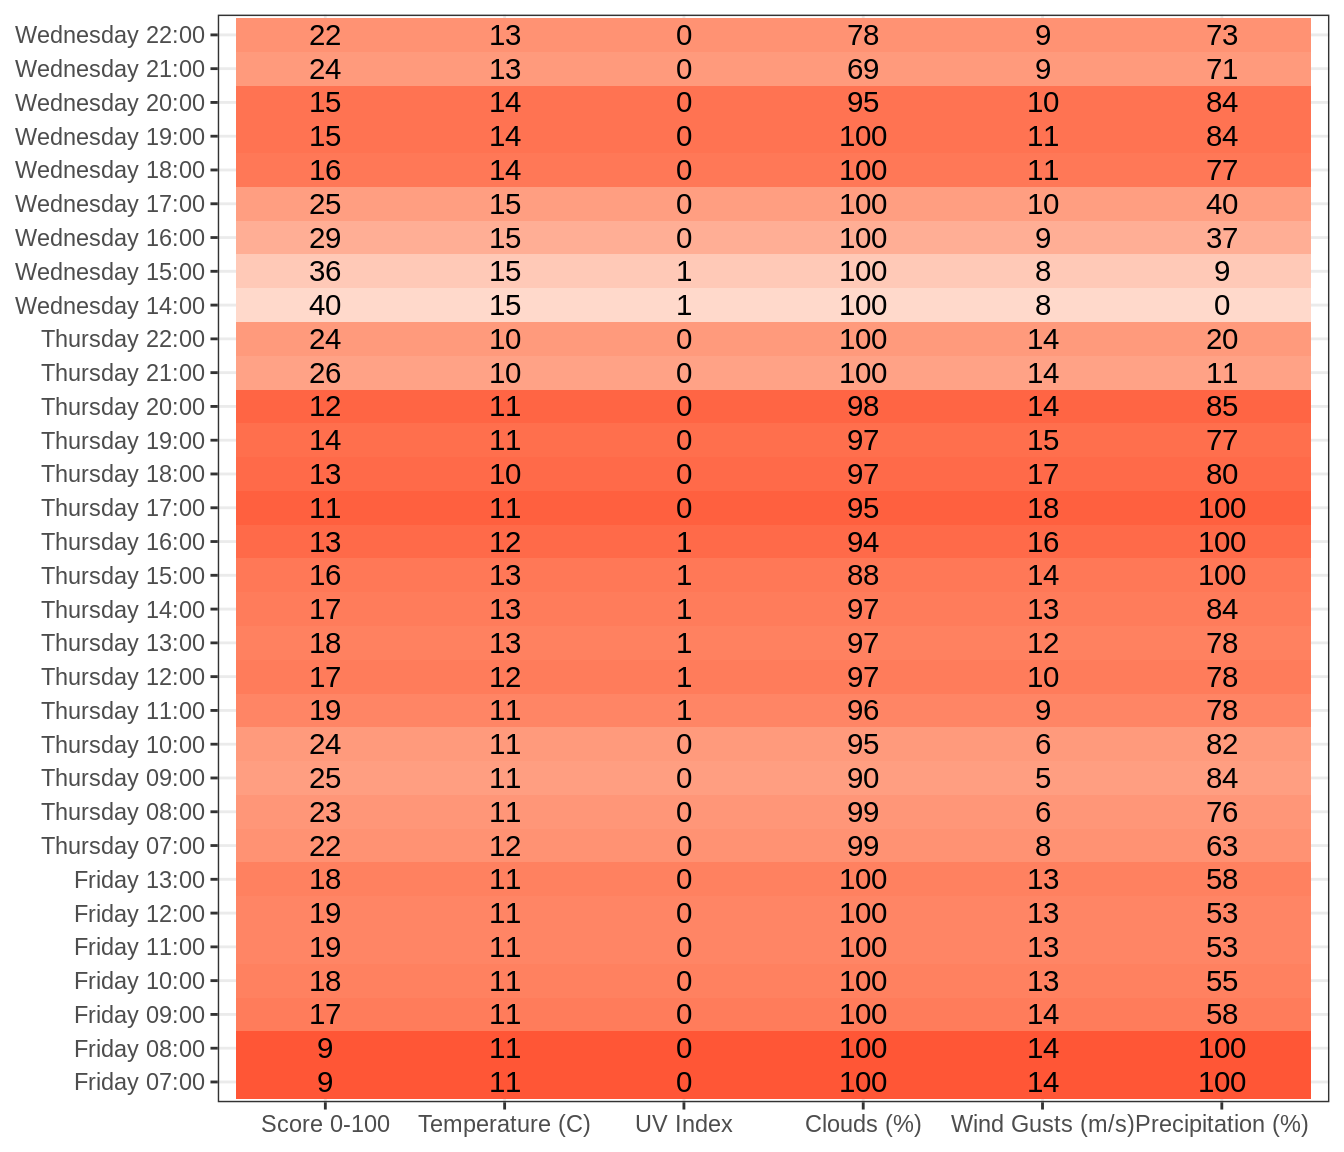 Wednesday 22:00 22 13 0 78 9 73
Wednesday 21:00 24 13 0 69 9 71
Wednesday 20:00 15 14 0 95 10 84
Wednesday 19:00 15 14 0 100 11 84
Wednesday 18:00 16 14 0 100 11 77
Wednesday 17:00 25 15 0 100 10 40
Wednesday 16:00 29 15 0 100 9 37
Wednesday 15:00 36 15 1 100 8 9
Wednesday 14:00 40 15 1 100 8 0
Thursday 22:00 24 10 0 100 14 20
Thursday 21:00 26 10 0 100 14 11
Thursday 20:00 12 11 0 98 14 85
Thursday 19:00 14 11 0 97 15 77
Thursday 18:00 13 10 0 97 17 80
Thursday 17:00 11 11 0 95 18 100
Thursday 16:00 13 12 1 94 16 100
Thursday 15:00 16 13 1 88 14 100
Thursday 14:00 17 13 1 97 13 84
Thursday 13:00 18 13 1 97 12 78
Thursday 12:00 17 12 1 97 10 78
Thursday 11:00 19 11 1 96 9 78
Thursday 10:00 24 11 0 95 6 82
Thursday 09:00 25 11 0 90 5 84
Thursday 08:00 23 11 0 99 6 76
Thursday 07:00 22 12 0 99 8 63
Friday 13:00 18 11 0 100 13 58
Friday 12:00 19 11 0 100 13 53
Friday 11:00 19 11 0 100 13 53
Friday 10:00 18 11 0 100 13 55
Friday 09:00 17 11 0 100 14 58
Friday 08:00 9 11 0 100 14 100
Friday 07:00 9 11 0 100 14 100
Score 0-100 Temperature (C) UV Index Clouds (%) Wind Gusts (m/s) Precipitation (%)